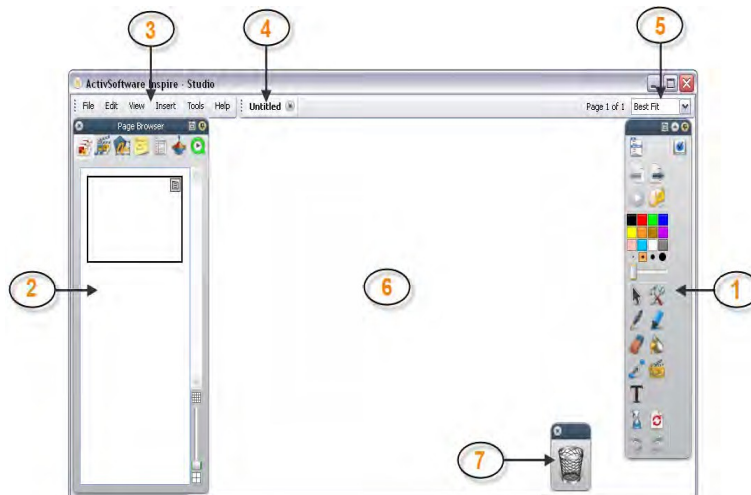 3
4
5
ActivSoftware Inspire - Studio
File Edit View Insert Tools Help
Untitled
Page 1 of 1 Best Fit
Page Browser
2
6
1
T
7